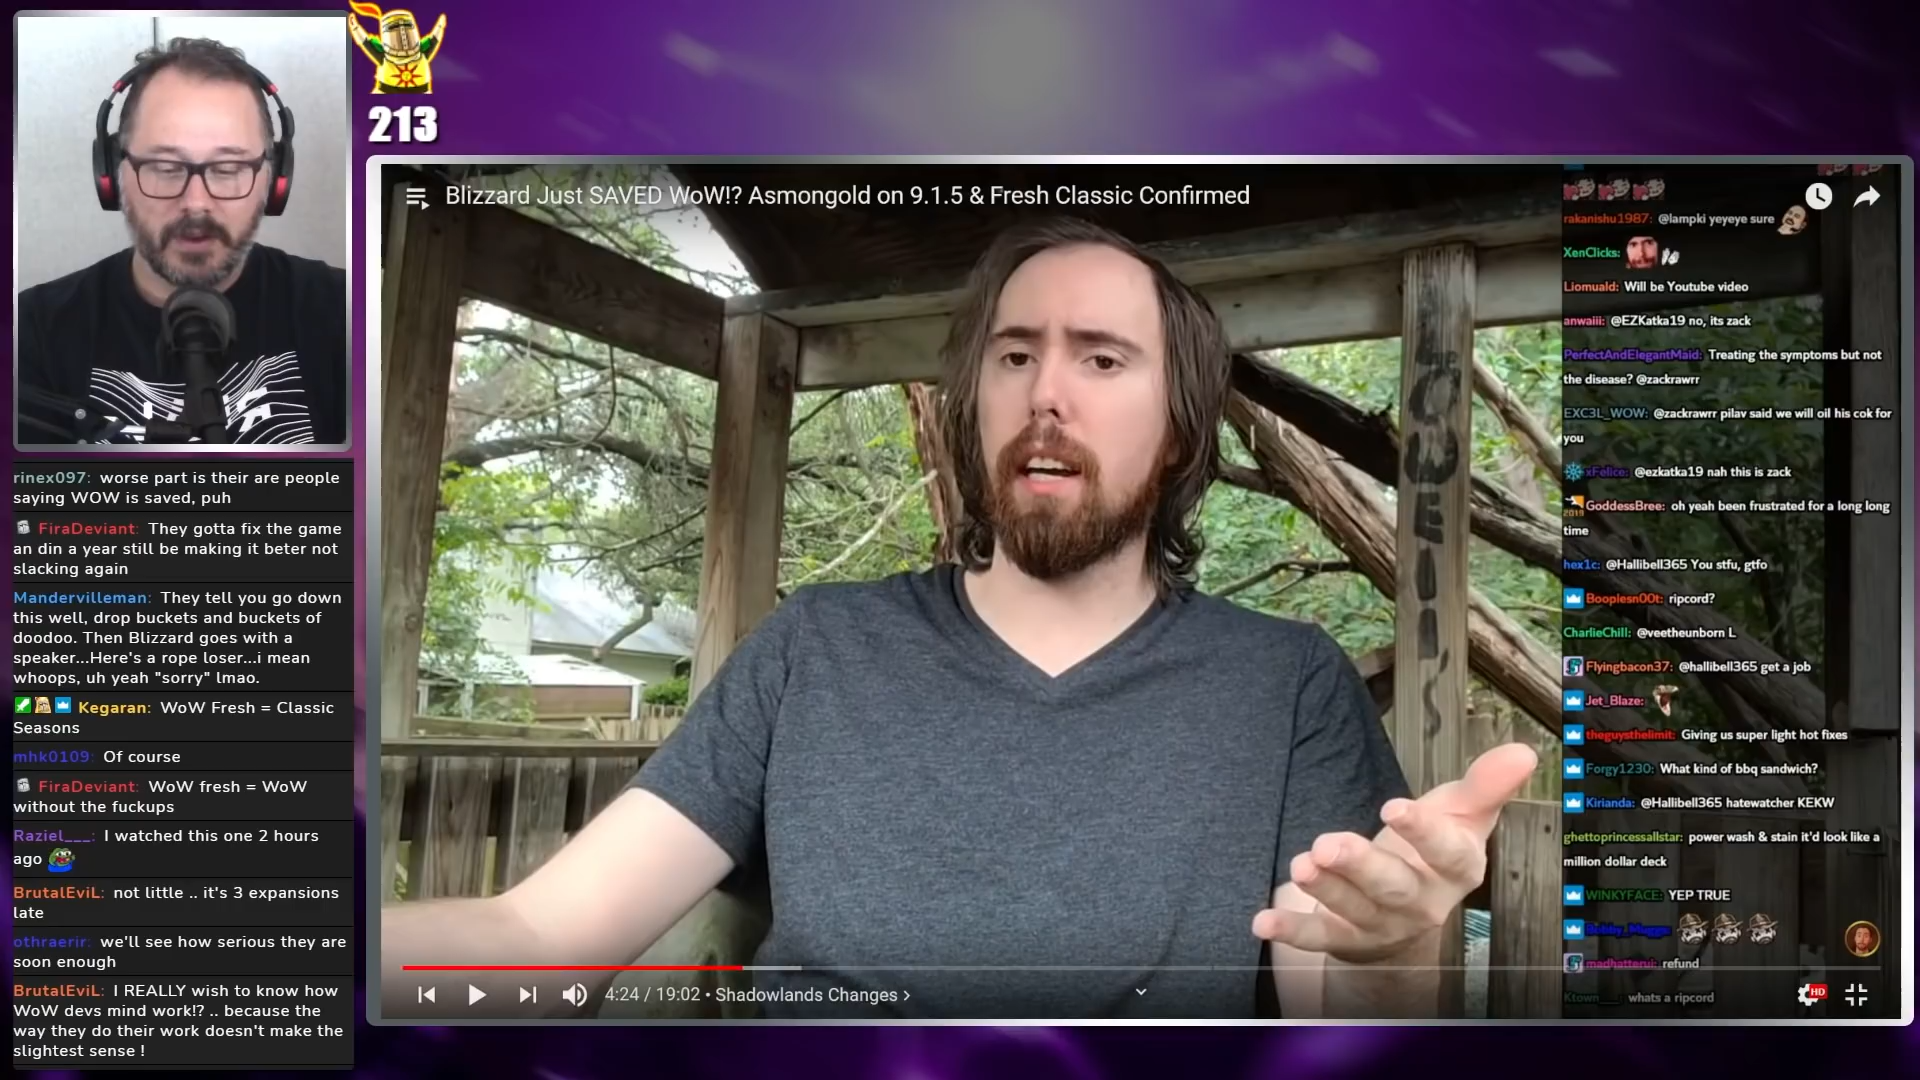 213
rinex097: worse part is their are people
saying WOW is saved, puh
FiraDeviant: They gotta fix the game
an din a year still be making it beter not
slacking again
Mandervilleman: They tell you go down
this well, drop buckets and buckets of
doodoo. Then Blizzard goes with a
speaker...Here's a rope loser...i mean
whoops, uh yeah "sorry" lmao.
Kegaran: WoW Fresh = Classic
Seasons
mhk0109: Of course
FiraDeviant: WoW fresh = WoW
without the fuckups
Raziel___: I watched this one 2 hours
ago
BrutalEviL: not little .. it's 3 expansions
late
othraerir: we'll see how serious they are
soon enough
BrutalEviL: I REALLY wish to know how
WoW devs mind work!? .. because the
way they do their work doesn't make the
slightest sense !
Blizzard Just SAVED WoW!? Asmongold on 9.1.5 & Fresh Classic Confirmed
rakanishu1987: @lampki yeyeye sure
XenClicks:
Liomuald: Will be Youtube video
anwaiii: @EZKatka19 no, its zack
PerfectAndElegantMaid: Treating the symptoms but not
the disease? @zackrawrr
EXC3L_WOW: @zackrawrr pilav said we will oil his cok for
you
xFelice: @ezkatka19 nah this is zack
2019 GoddessBree: oh yeah been frustrated for a long long
time
hex1c: @Hallibell365 You stfu, gtfo
Booplesn00t: ripcord?
CharlieChill: @veetheunborn L
Flyingbacon37: @hallibell365 get a job
Jet_Blaze:
theguysthelimit: Giving us super light hot fixes
Forgy1230: What kind of bbq sandwich?
Kirianda: @Hallibell365 hatewatcher KEKW
ghettoprincessallstar: power wash & stain it'd look like a
million dollar deck
WINKYFACE: YEP TRUE
Bobby_Muggs:
madhatterui: refund
Ktown___: whats a ripcord
4:24 / 19:02 • Shadowlands Changes
HD